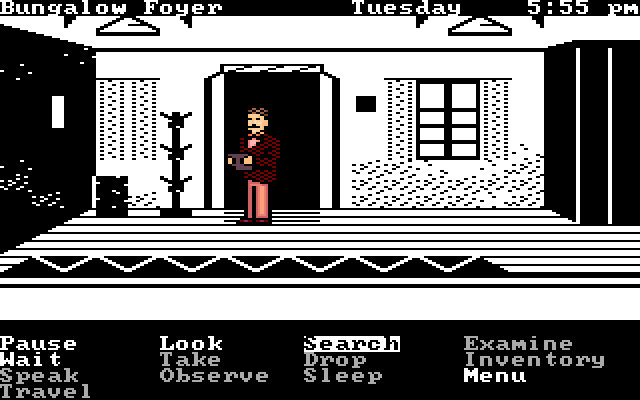 Bungalow Foyer Tuesday 5:55 pm
Pause Look Search Examine
Wait Take Drop Inventory
Speak Observe Sleep Menu
Travel